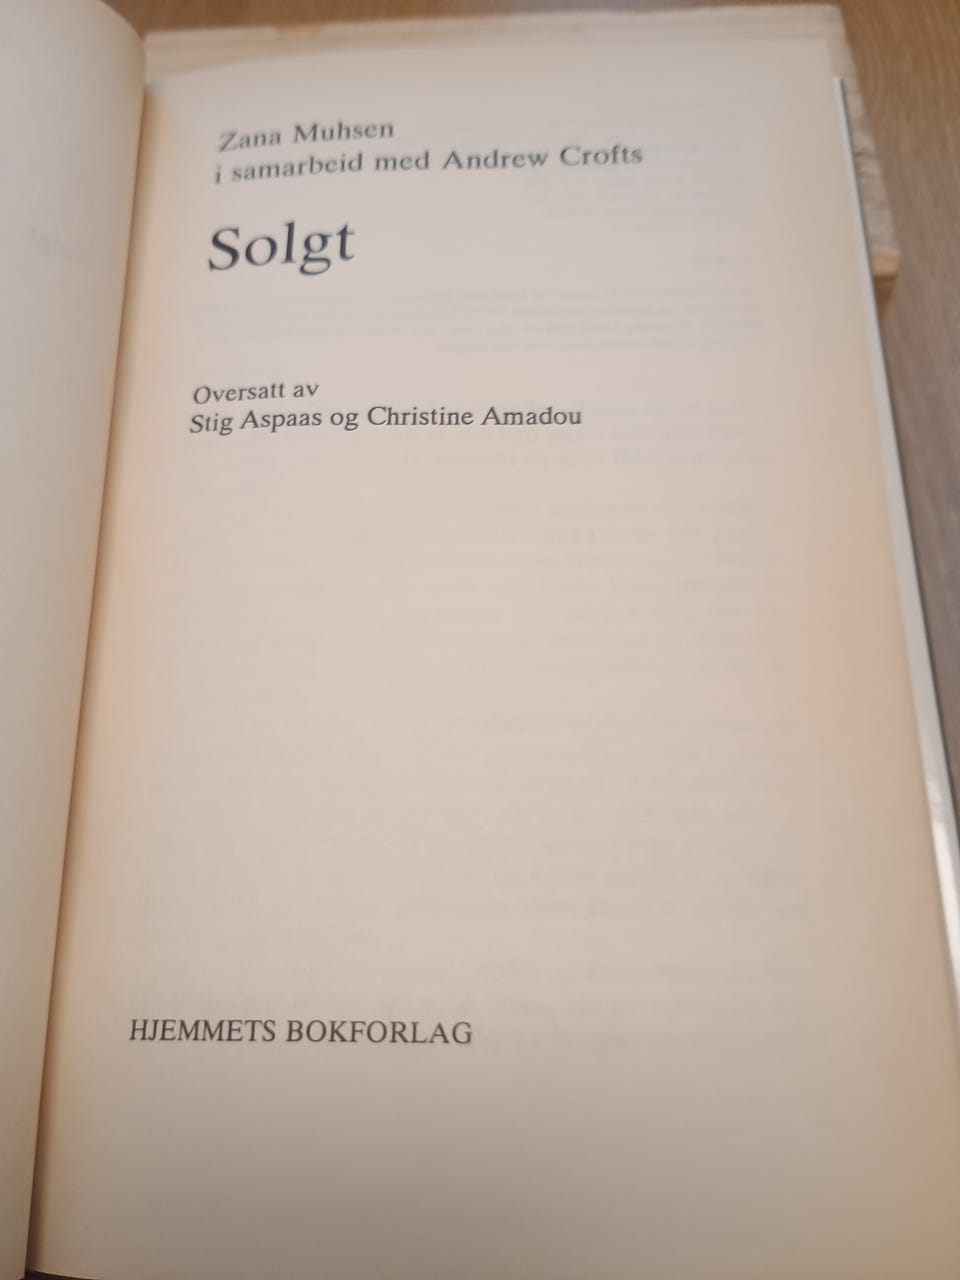 Zana Muhsen
i samarbeid med Andrew Crofts
Solgt
Oversatt av
Stig Aspaas og Christine Amadou
HJEMMETS BOKFORLAG